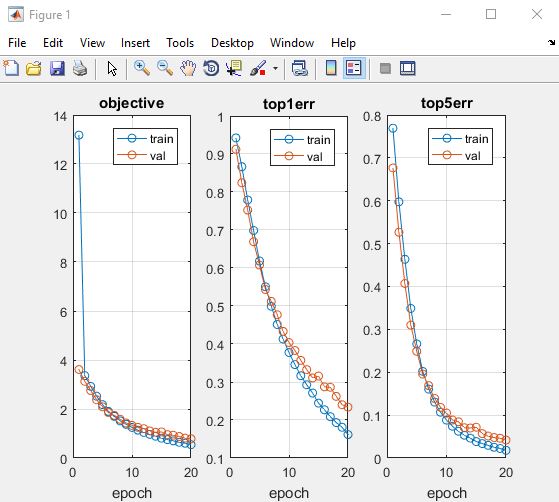 Figure 1
File Edit View Insert Tools Desktop Window Help
objective
14
12
10
8
6
4
2
0
0 10 20
epoch
train
val
top1err
1
0.9
0.8
0.7
0.6
0.5
0.4
0.3
0.2
0.1
0 10 20
epoch
train
val
top5err
0.8
0.7
0.6
0.5
0.4
0.3
0.2
0.1
0
0 10 20
epoch
train
val